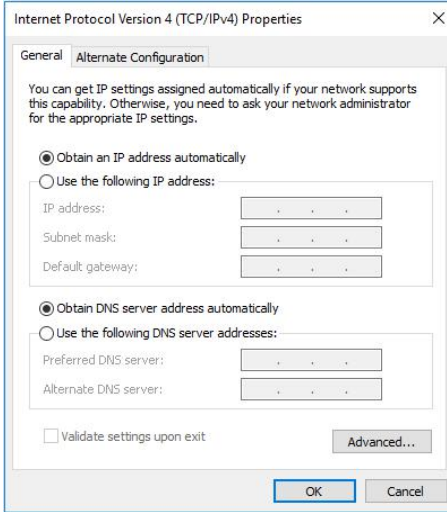 Internet Protocol Version 4 (TCP/IPv4) Properties
General
Alternate Configuration
You can get IP settings assigned automatically if your network supports
this capability. Otherwise, you need to ask your network administrator
for the appropriate IP settings.
Obtain an IP address automatically
Use the following IP address:
IP address:
Subnet mask:
Default gateway:
Obtain DNS server address automatically
Use the following DNS server addresses:
Preferred DNS server:
Alternate DNS server:
Validate settings upon exit
Advanced...
OK
Cancel